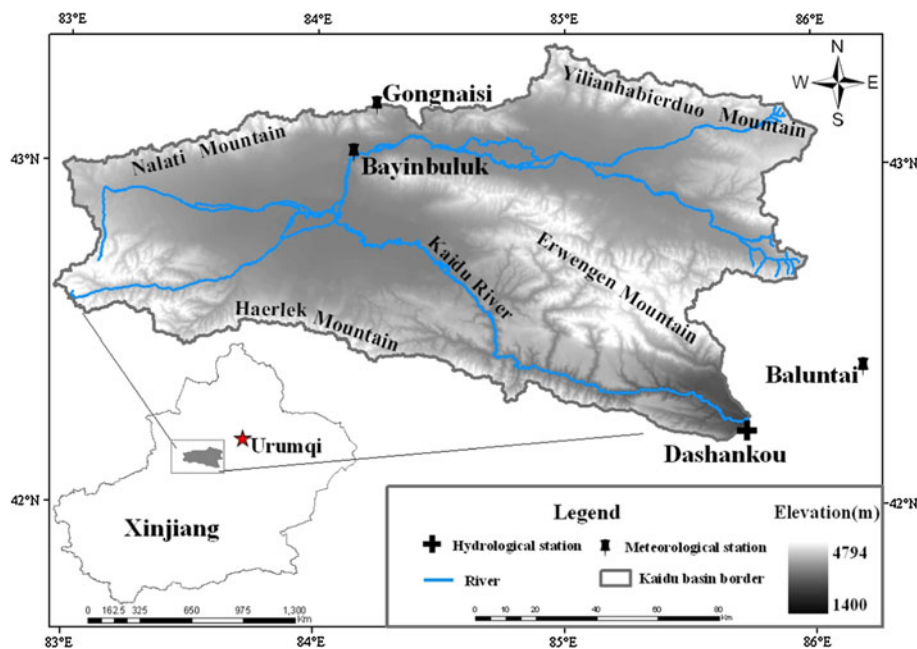 83°E 84°E 85°E 86°E
N
W E
S
Gongnaisi
Yilianhabierduo Mountain
43°N 43°N
Nalati Mountain
Bayinbuluk
Kaidu River
Erwengen Mountain
Haerlek Mountain
Baluntai
Dashankou
Urumqi
Xinjiang
42°N 42°N
Legend
Elevation(m)
Hydrological station
Meteorological station
River
Kaidu basin border
4794
1400
0 162.5 325 650 975 1,300
Km
0 5 10 20 40 60 80
Km
83°E 84°E 85°E 86°E